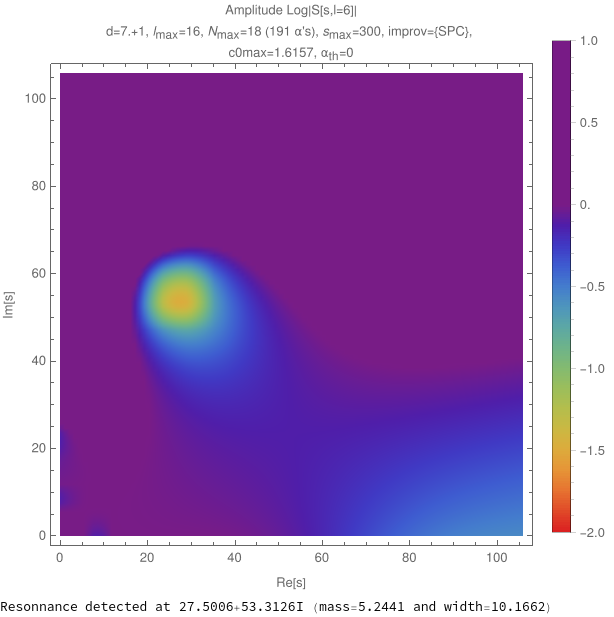 Amplitude Log|S[s,l=6]|
d=7.+1, lmax=16, Nmax=18 (191 α's), smax=300, improv={SPC},
c0max=1.6157, αth=0
100
80
60
40
20
0
Im[s]
0 20 40 60 80 100
Re[s]
1.0
0.5
0.
−0.5
−1.0
−1.5
−2.0
Resonnance detected at 27.5006+53.3126I (mass=5.2441 and width=10.1662)